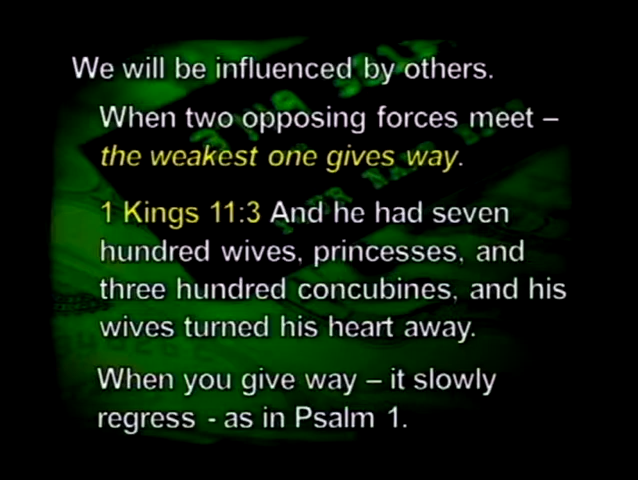 We will be influenced by others.
When two opposing forces meet –
the weakest one gives way.
1 Kings 11:3 And he had seven
hundred wives, princesses, and
three hundred concubines, and his
wives turned his heart away.
When you give way – it slowly
regress - as in Psalm 1.